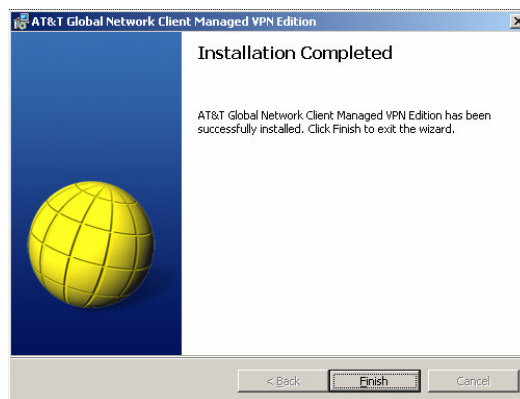 AT&T Global Network Client Managed VPN Edition
Installation Completed
AT&T Global Network Client Managed VPN Edition has been
successfully installed. Click Finish to exit the wizard.
< Back
Finish
Cancel